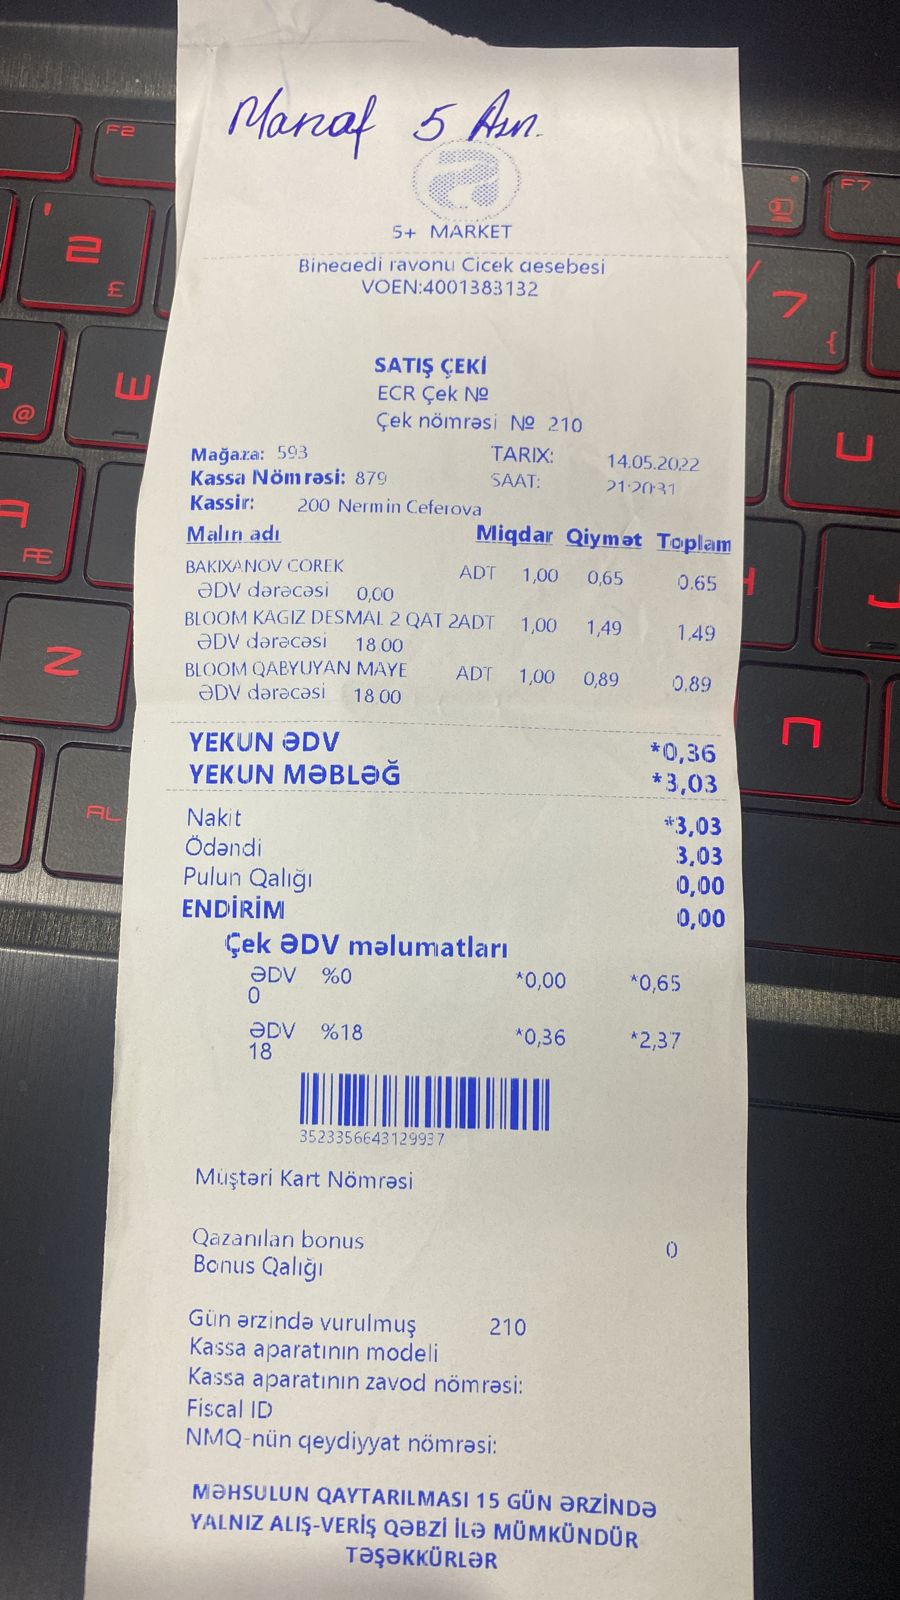 Manaf 5 Azn.
5+ MARKET
Bineqedi rayonu Cicek qesebesi
VOEN:4001383132
SATIŞ ÇEKİ
ECR Çek №
Çek nömrəsi № 210
Mağaza: 593 TARIX: 14.05.2022
Kassa Nömrəsi: 879 SAAT: 21:20:31
Kassir: 200 Nermin Ceferova
Malın adı Miqdar Qiymət Toplam
BAKIXANOV COREK ADT 1,00 0,65 0.65
ƏDV dərəcəsi 0,00
BLOOM KAGIZ DESMAL 2 QAT 2ADT 1,00 1,49 1,49
ƏDV dərəcəsi 18.00
BLOOM QABYUYAN MAYE ADT 1,00 0,89 0,89
ƏDV dərəcəsi 18.00
YEKUN ƏDV *0,36
YEKUN MƏBLƏĞ *3,03
Nakit *3,03
Ödəndi 3,03
Pulun Qalığı 0,00
ENDİRİM 0,00
Çek ƏDV məlumatları
ƏDV %0 *0,00 *0,65
0
ƏDV %18 *0,36 *2,37
18
3523356643129937
Müştəri Kart Nömrəsi
Qazanılan bonus 0
Bonus Qalığı
Gün ərzində vurulmuş 210
Kassa aparatının modeli
Kassa aparatının zavod nömrəsi:
Fiscal ID
NMQ-nün qeydiyyat nömrəsi:
MƏHSULUN QAYTARILMASI 15 GÜN ƏRZİNDƏ
YALNIZ ALIŞ-VERİŞ QƏBZİ İLƏ MÜMKÜNDÜR
TƏŞƏKKÜRLƏR